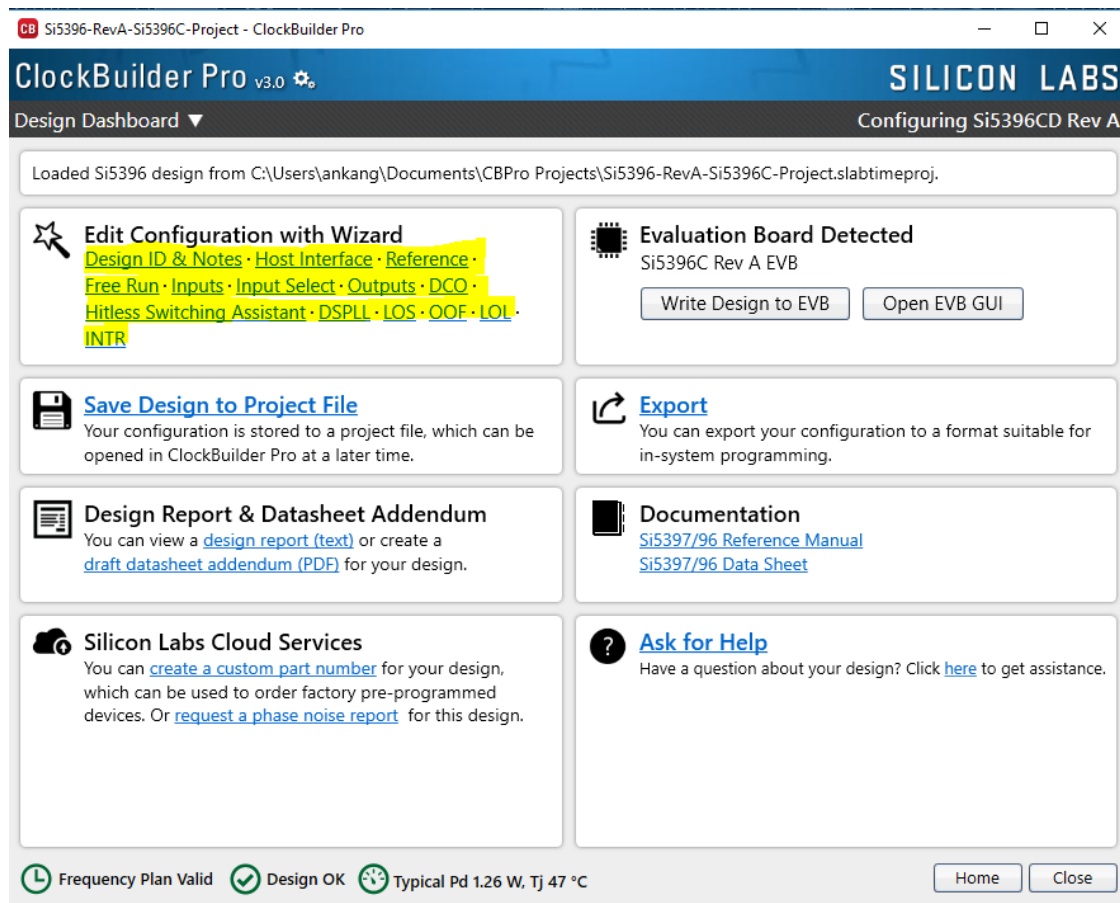 CB Si5396-RevA-Si5396C-Project - ClockBuilder Pro
ClockBuilder Pro v3.0
SILICON LABS
Design Dashboard ▼
Configuring Si5396CD Rev A
Loaded Si5396 design from C:\Users\ankang\Documents\CBPro Projects\Si5396-RevA-Si5396C-Project.slabtimeproj.
Edit Configuration with Wizard
Design ID & Notes · Host Interface · Reference ·
Free Run · Inputs · Input Select · Outputs · DCO ·
Hitless Switching Assistant · DSPLL · LOS · OOF · LOL ·
INTR
Evaluation Board Detected
Si5396C Rev A EVB
Write Design to EVB
Open EVB GUI
Save Design to Project File
Your configuration is stored to a project file, which can be
opened in ClockBuilder Pro at a later time.
Export
You can export your configuration to a format suitable for
in-system programming.
Design Report & Datasheet Addendum
You can view a design report (text) or create a
draft datasheet addendum (PDF) for your design.
Documentation
Si5397/96 Reference Manual
Si5397/96 Data Sheet
Silicon Labs Cloud Services
You can create a custom part number for your design,
which can be used to order factory pre-programmed
devices. Or request a phase noise report for this design.
? Ask for Help
Have a question about your design? Click here to get assistance.
Frequency Plan Valid
Design OK
Typical Pd 1.26 W, Tj 47 °C
Home
Close